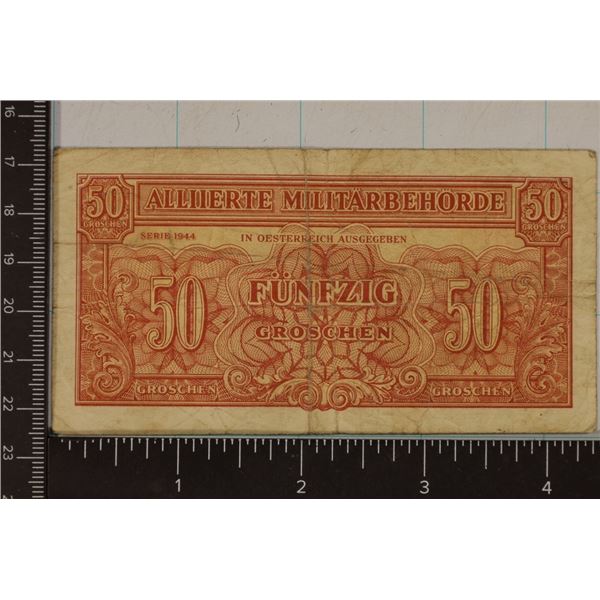 50 ALLIIERTE MILITÄRBEHÖRDE 50
GROSCHEN GROSCHEN
SERIE 1944 IN OESTERREICH AUSGEGEBEN
50 FÜNFZIG 50
GROSCHEN
GROSCHEN GROSCHEN
16
17
18
19
20
21
22
23
1 2 3 4